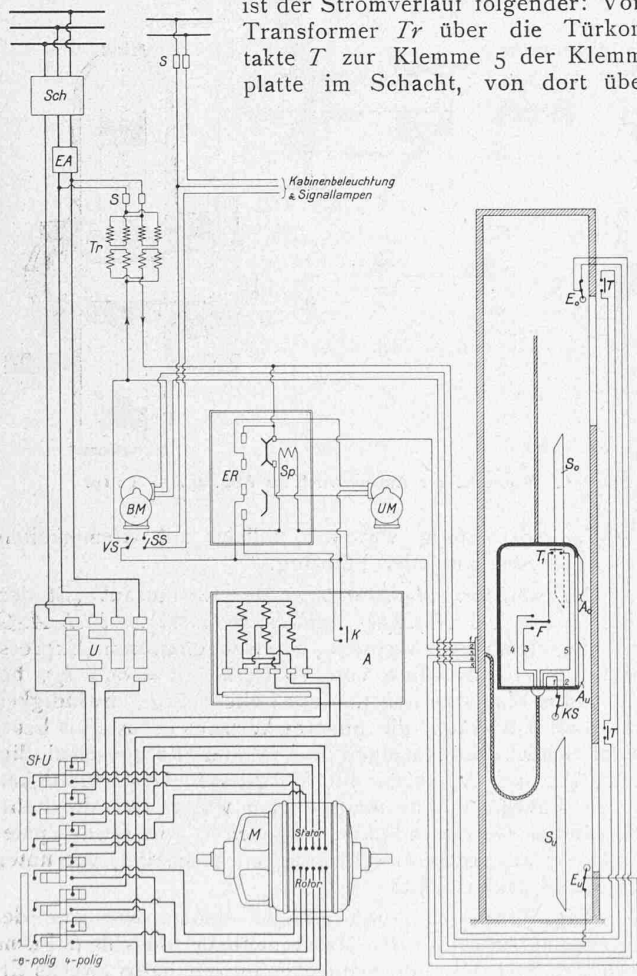 ist der Stromverlauf folgender: Vom
Transformer Tr über die Türkon
takte T zur Klemme 5 der Klemm
platte im Schacht, von dort übe
S
Sch
EA
Kabinenbeleuchtung
& Signallampen
S
Tr
E₀ T
ER Sp
S₀
BM UM
VS SS
T₁
A₀
K
F
A
U
4 3 5
1 2
Aᵤ
KS
T
StU
M Stator
Rotor
Sᵤ
Eᵤ
-8-polig 4-polig